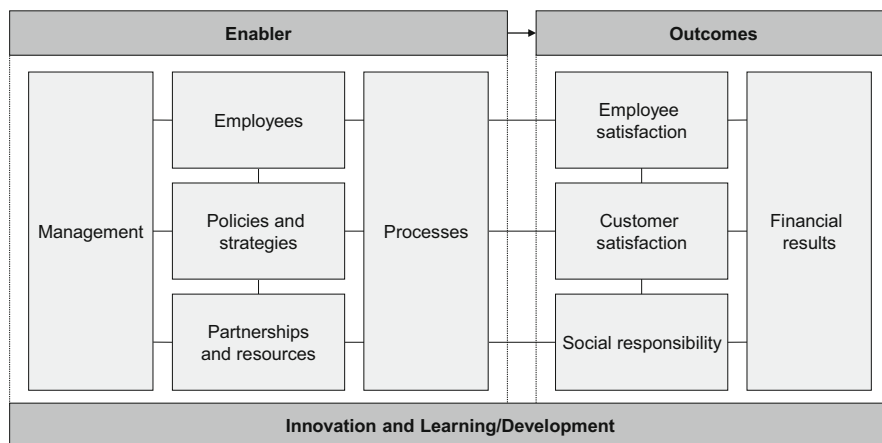 Enabler
Outcomes
Management
Employees
Policies and
strategies
Partnerships
and resources
Processes
Employee
satisfaction
Customer
satisfaction
Social responsibility
Financial
results
Innovation and Learning/Development